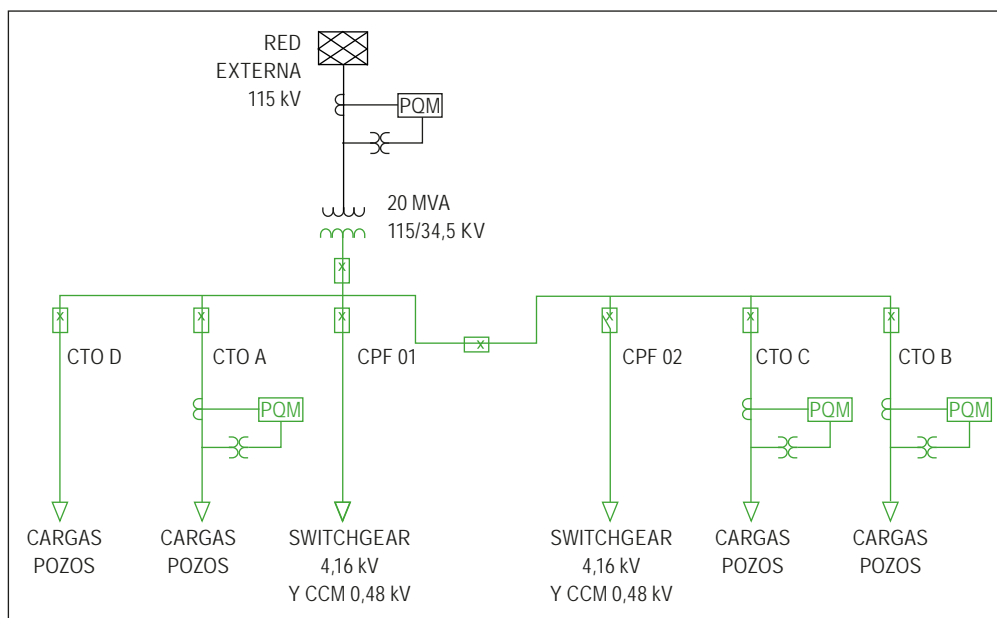 RED
EXTERNA
115 kV
PQM
20 MVA
115/34,5 KV
CTO D
CTO A
CPF 01
CPF 02
CTO C
CTO B
PQM
PQM
PQM
CARGAS
POZOS
CARGAS
POZOS
SWITCHGEAR
4,16 kV
Y CCM 0,48 kV
SWITCHGEAR
4,16 kV
Y CCM 0,48 kV
CARGAS
POZOS
CARGAS
POZOS